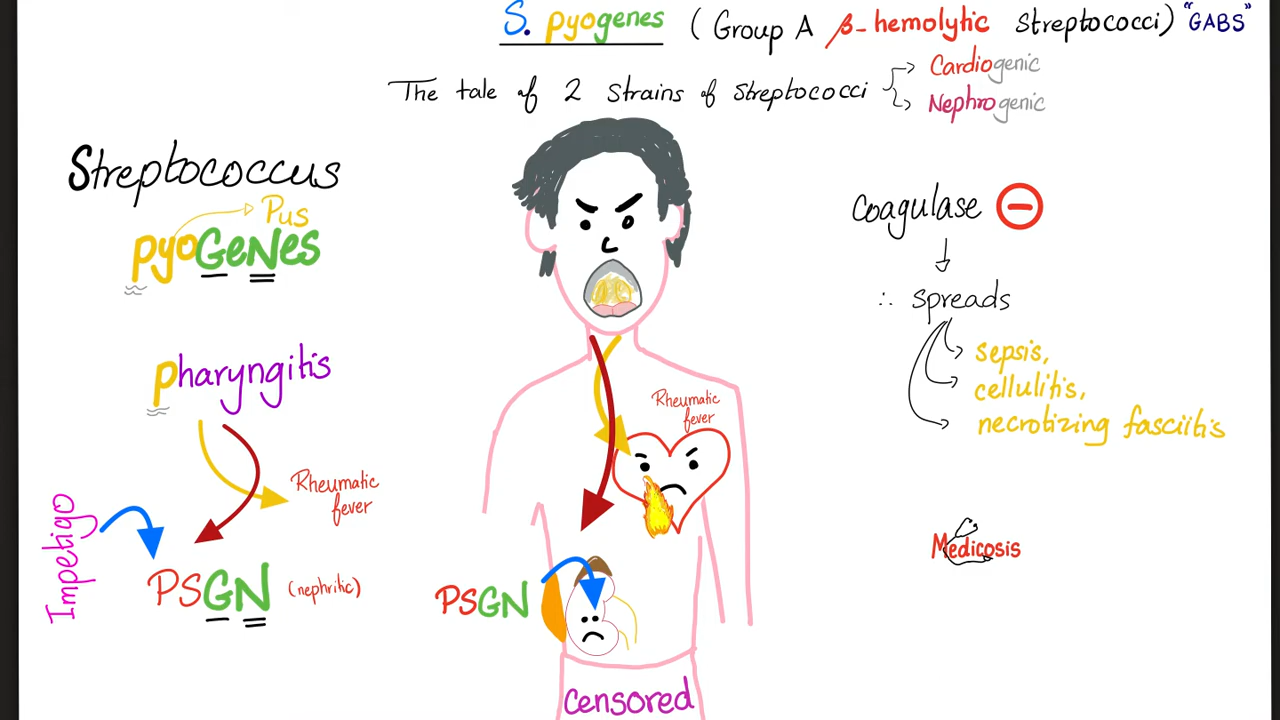 S. pyogenes (Group A β-hemolytic Streptococci) "GABS"
The tale of 2 Strains of Streptococci
Cardiogenic
Nephrogenic
Streptococcus
Pus
pyoGeNes
Pharyngitis
Rheumatic
fever
Impetigo
PSGN (nephritic)
Rheumatic
fever
PSGN
Censored
Coagulase −
∴ spreads
sepsis,
cellulitis,
necrotizing fasciitis
Medicosis